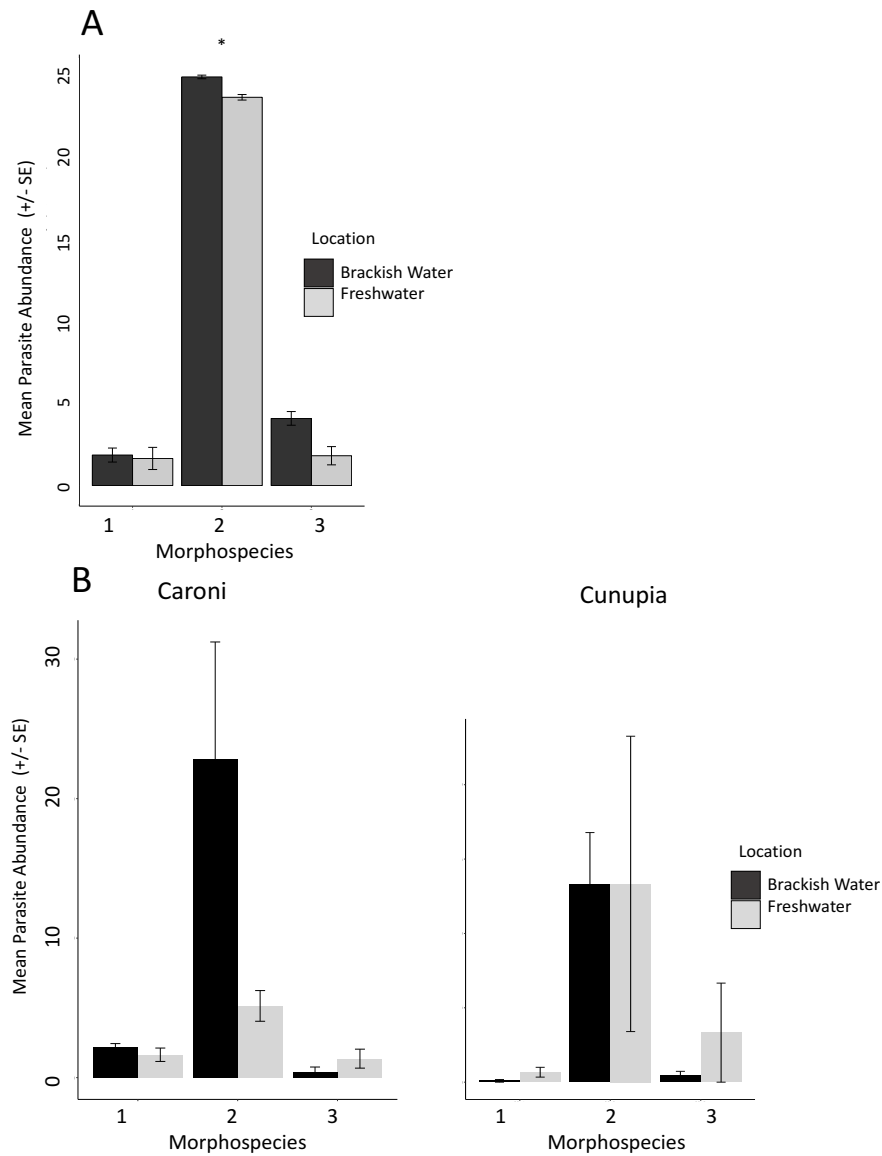 A
*
25
20
15
10
5
0
Mean Parasite Abundance (+/- SE)
Location
Brackish Water
Freshwater
1 2 3
Morphospecies
B
Caroni
Cunupia
30
20
10
0
Mean Parasite Abundance (+/- SE)
Location
Brackish Water
Freshwater
1 2 3
Morphospecies
1 2 3
Morphospecies